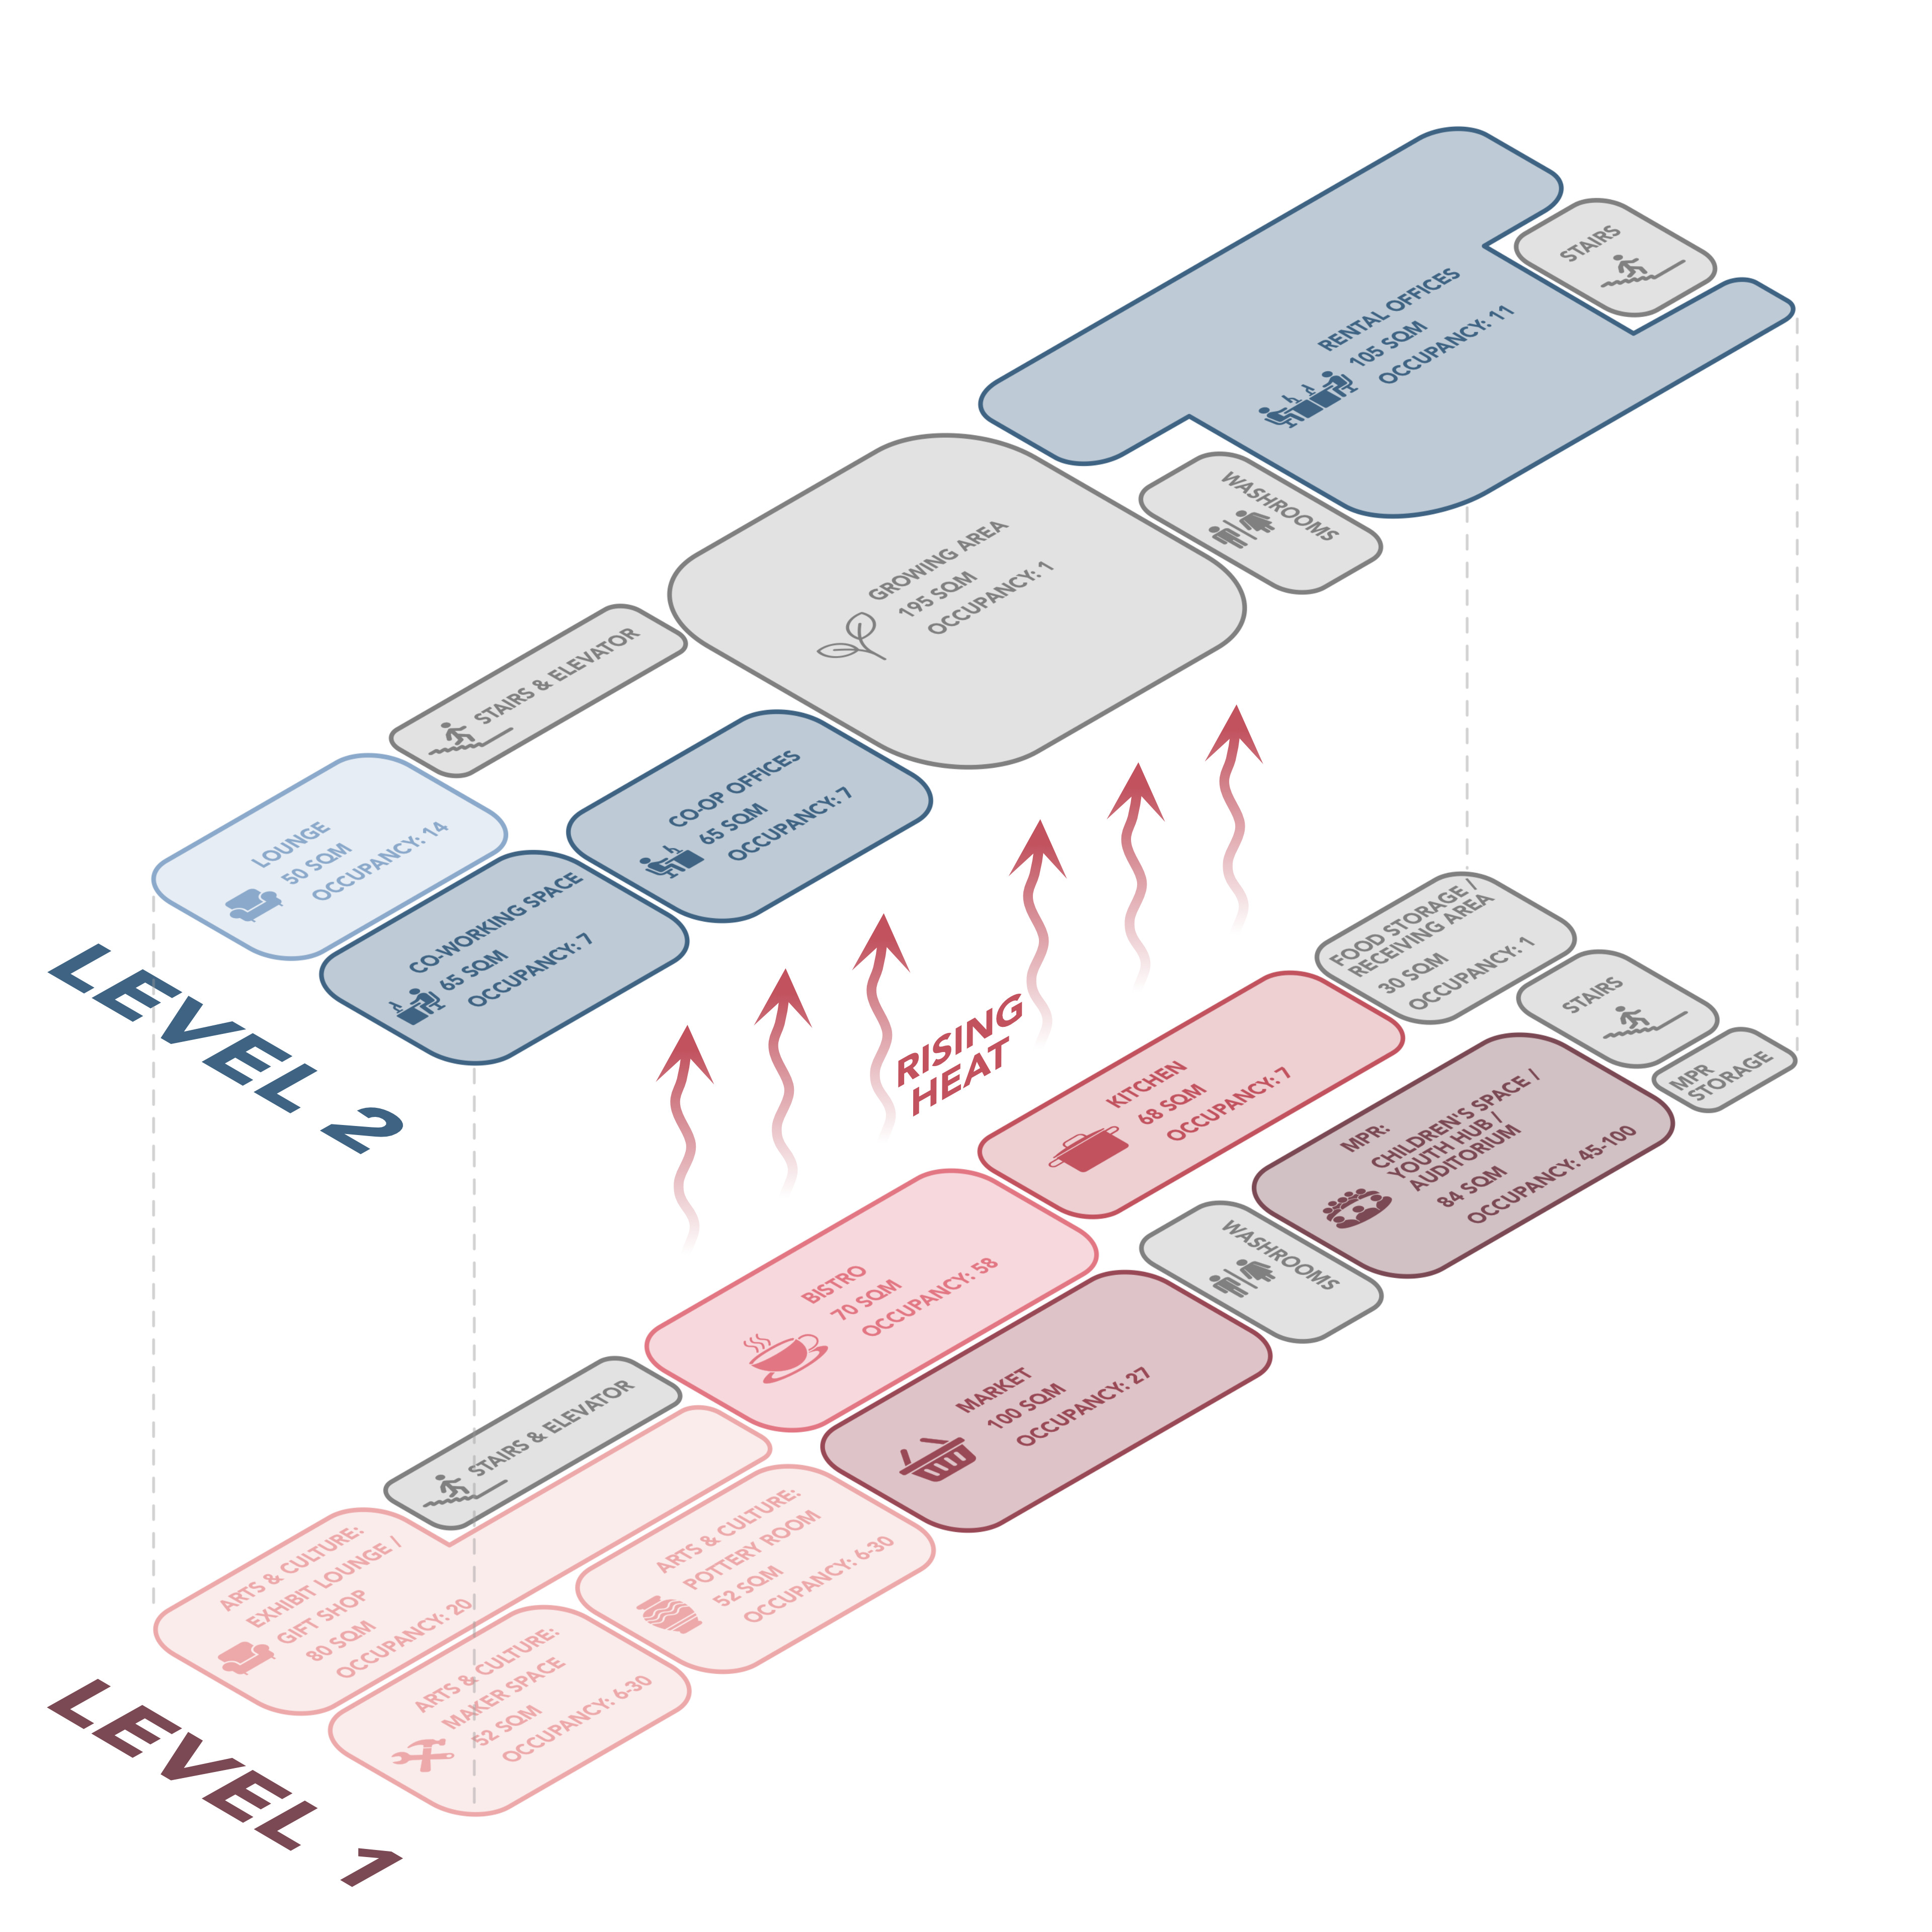 STAIRS
RENTAL OFFICES
105 SQM
OCCUPANCY: 11
WASHROOMS
GROWING AREA
195 SQM
OCCUPANCY: 1
STAIRS & ELEVATOR
CO-OP OFFICES
65 SQM
OCCUPANCY: 7
LOUNGE
50 SQM
OCCUPANCY: 14
CO-WORKING SPACE
65 SQM
OCCUPANCY: 7
LEVEL 2
RISING
HEAT
FOOD STORAGE /
RECEIVING AREA
30 SQM
OCCUPANCY: 1
STAIRS
MPR
STORAGE
KITCHEN
68 SQM
OCCUPANCY: 7
MPR:
CHILDREN'S SPACE /
YOUTH HUB /
AUDITORIUM
84 SQM
OCCUPANCY: 45-100
WASHROOMS
BISTRO
70 SQM
OCCUPANCY: 58
MARKET
100 SQM
OCCUPANCY: 27
STAIRS & ELEVATOR
ARTS & CULTURE:
POTTERY ROOM
52 SQM
OCCUPANCY: 6-30
ARTS & CULTURE:
EXHIBIT LOUNGE /
GIFT SHOP
80 SQM
OCCUPANCY: 20
ARTS & CULTURE:
MAKER SPACE
52 SQM
OCCUPANCY: 6-30
LEVEL 1